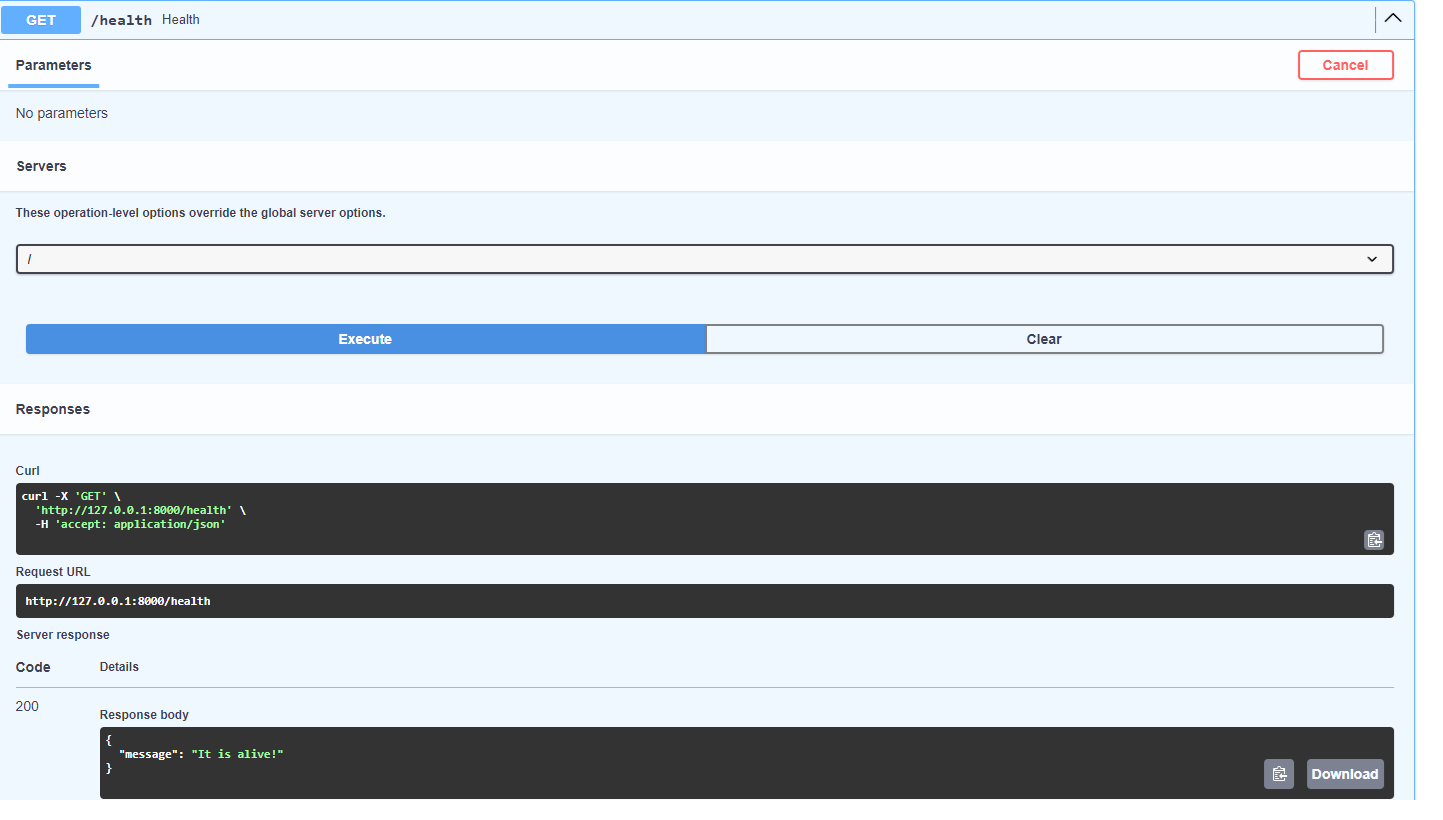 GET /health Health
Parameters Cancel
No parameters
Servers
These operation-level options override the global server options.
/
Execute Clear
Responses
Curl
curl -X 'GET' \
  'http://127.0.0.1:8000/health' \
  -H 'accept: application/json'
Request URL
http://127.0.0.1:8000/health
Server response
Code Details
200
Response body
{
  "message": "It is alive!"
}
Download